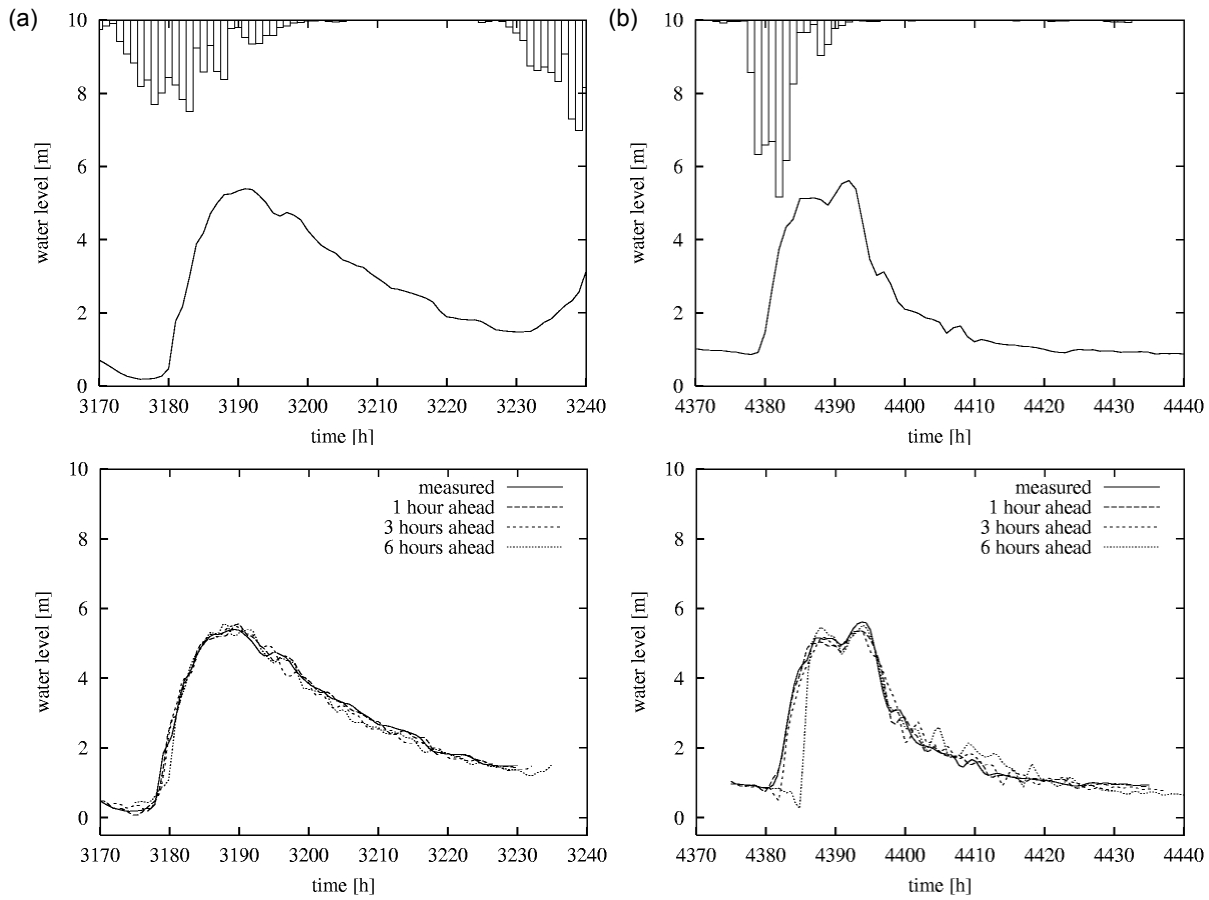 (a)
10
8
6
4
2
0
water level [m]
3170 3180 3190 3200 3210 3220 3230 3240
time [h]
(b)
10
8
6
4
2
0
water level [m]
4370 4380 4390 4400 4410 4420 4430 4440
time [h]
10
8
6
4
2
0
water level [m]
measured
1 hour ahead
3 hours ahead
6 hours ahead
3170 3180 3190 3200 3210 3220 3230 3240
time [h]
10
8
6
4
2
0
water level [m]
measured
1 hour ahead
3 hours ahead
6 hours ahead
4370 4380 4390 4400 4410 4420 4430 4440
time [h]